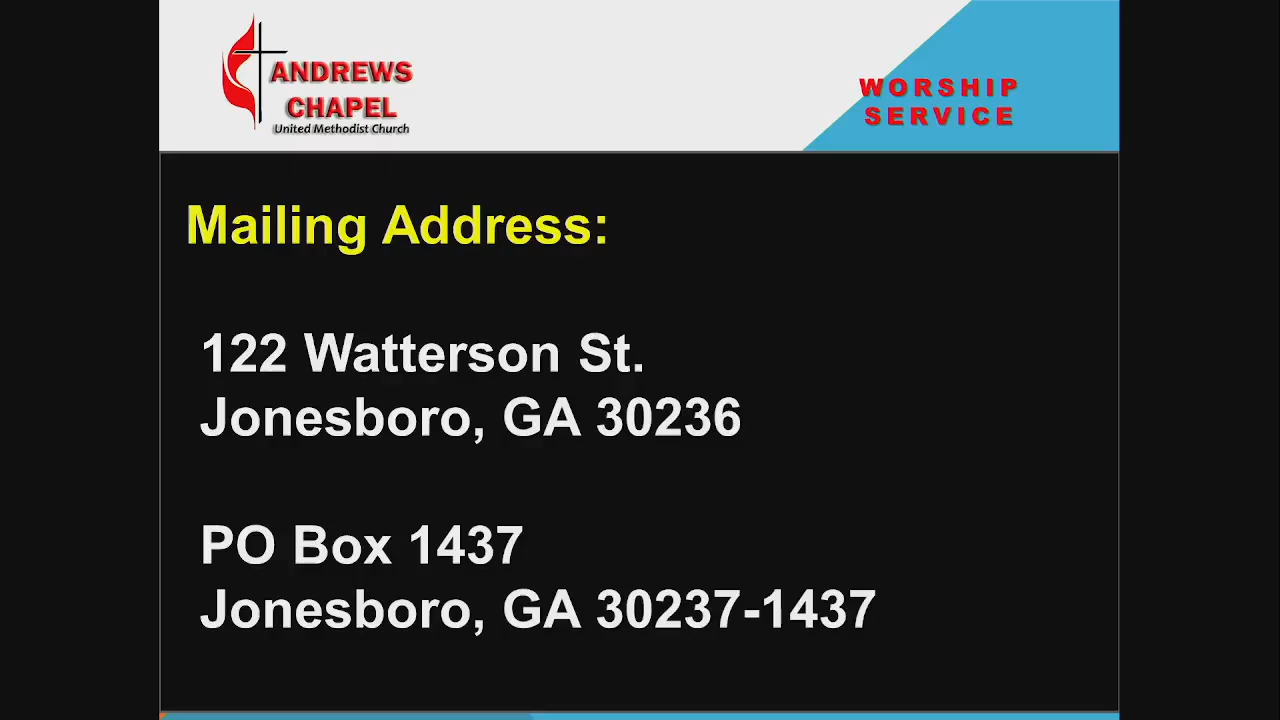 ANDREWS
CHAPEL
United Methodist Church
WORSHIP
SERVICE
Mailing Address:
122 Watterson St.
Jonesboro, GA 30236
PO Box 1437
Jonesboro, GA 30237-1437